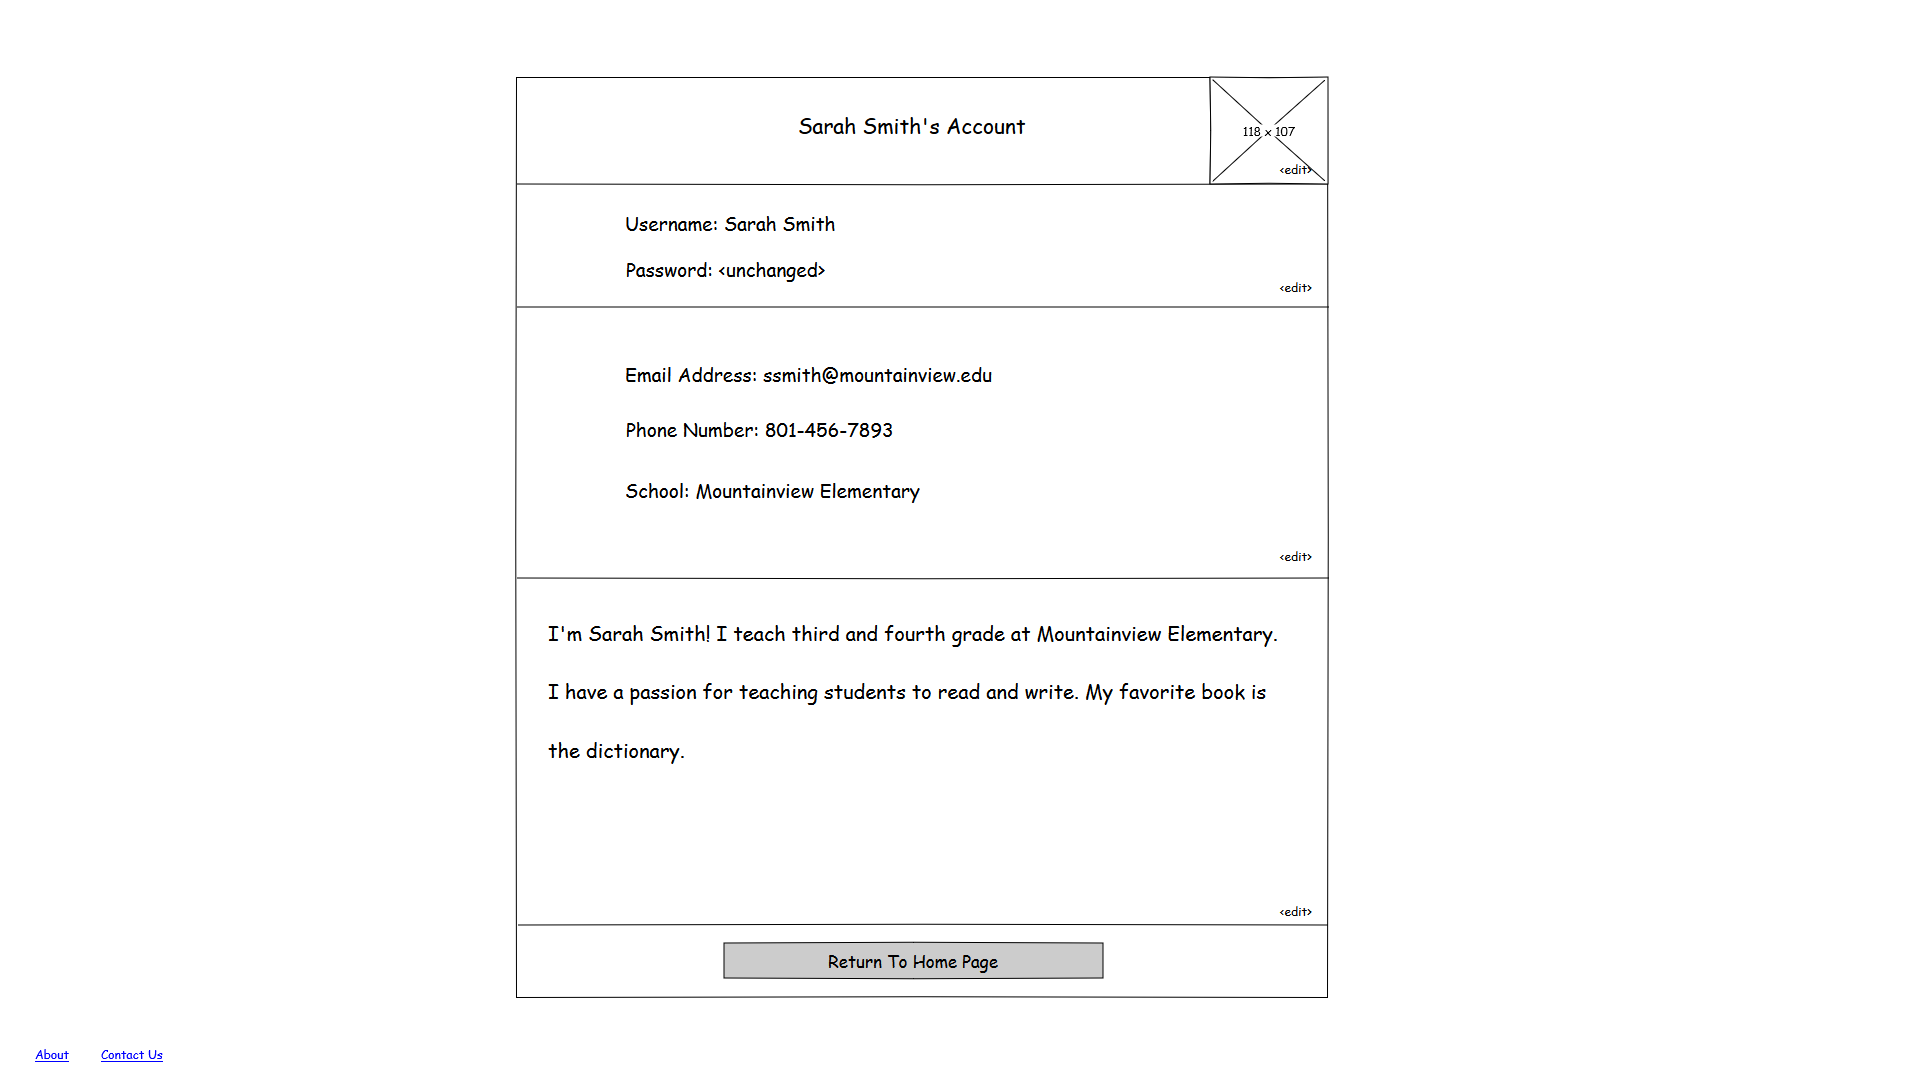 Sarah Smith's Account
118 x 107
<edit>
Username: Sarah Smith
Password: <unchanged>
<edit>
Email Address: ssmith@mountainview.edu
Phone Number: 801-456-7893
School: Mountainview Elementary
<edit>
I'm Sarah Smith! I teach third and fourth grade at Mountainview Elementary.
I have a passion for teaching students to read and write. My favorite book is
the dictionary.
<edit>
Return To Home Page
About
Contact Us